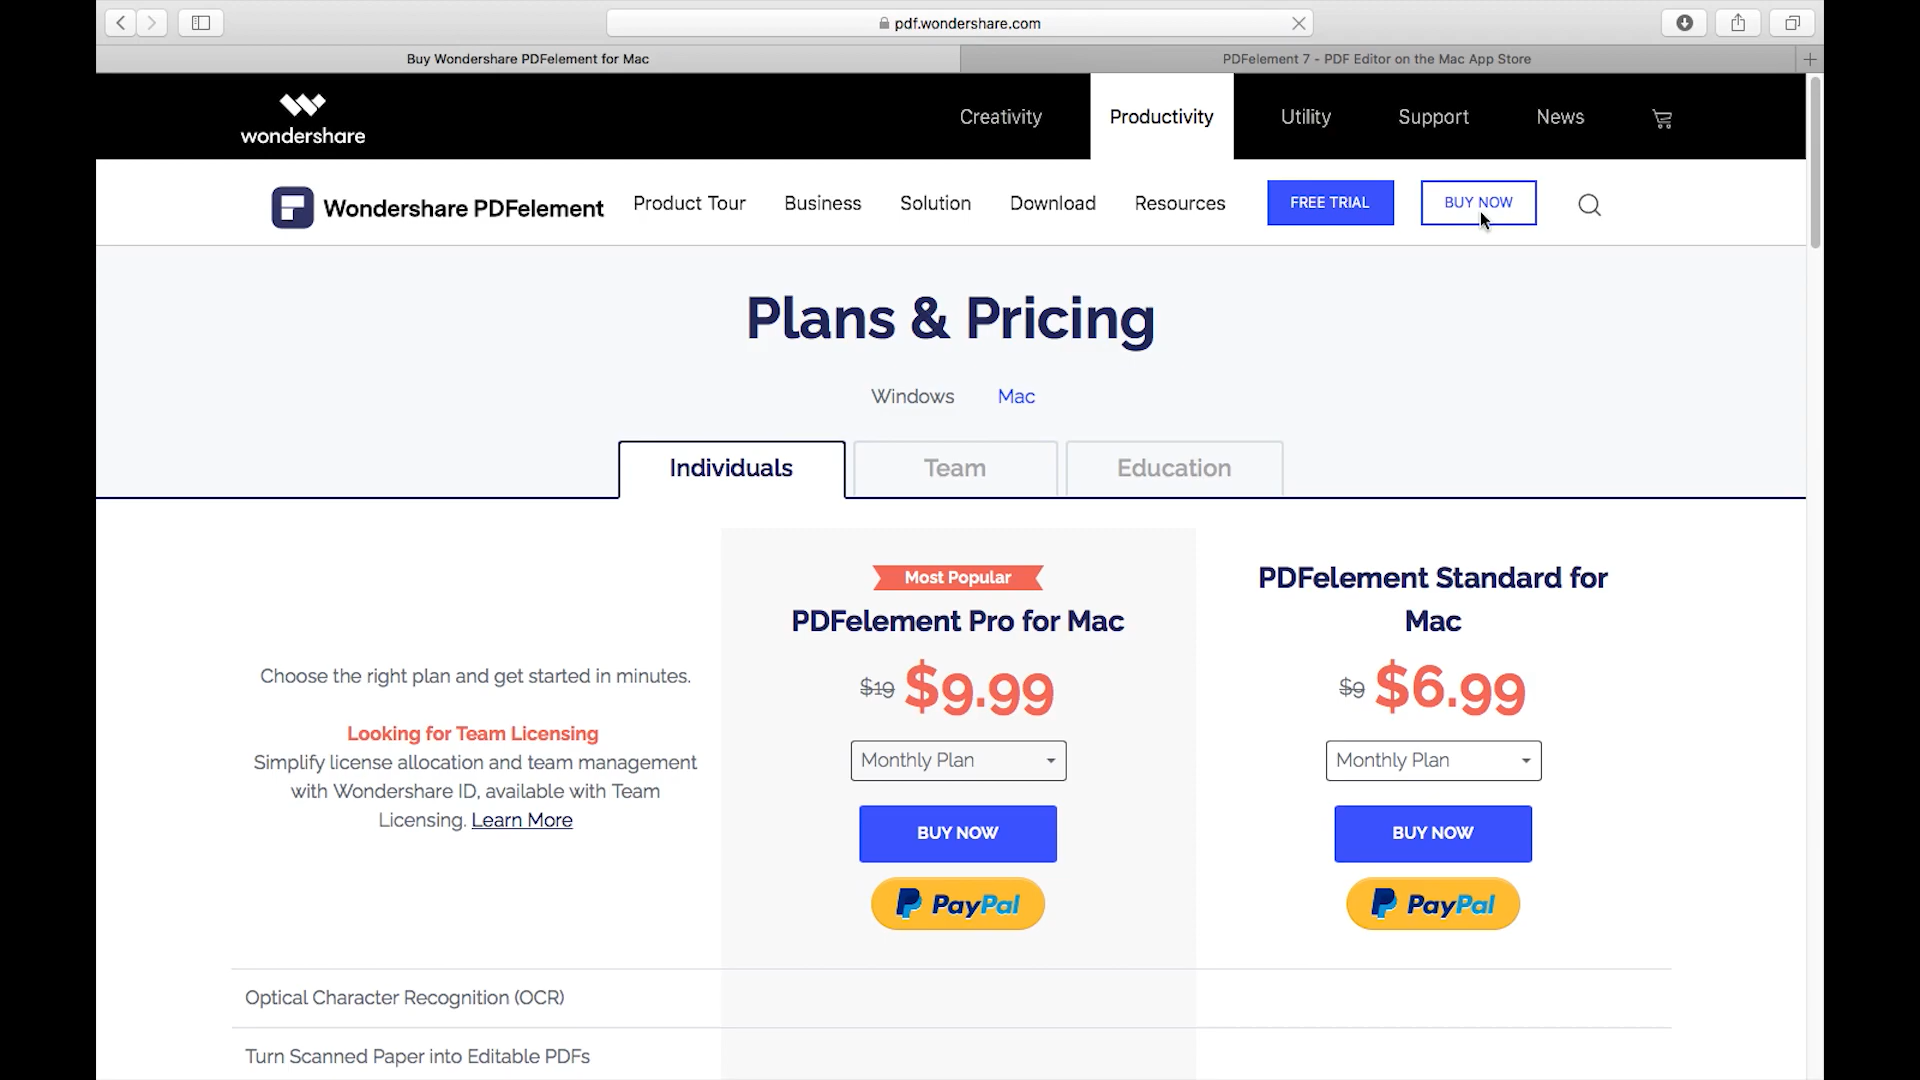 pdf.wondershare.com
Buy Wondershare PDFelement for Mac
PDFelement 7 - PDF Editor on the Mac App Store
wondershare
Creativity
Productivity
Utility
Support
News
Wondershare PDFelement
Product Tour
Business
Solution
Download
Resources
FREE TRIAL
BUY NOW
Plans & Pricing
Windows
Mac
Individuals
Team
Education
Choose the right plan and get started in minutes.
Looking for Team Licensing
Simplify license allocation and team management
with Wondershare ID, available with Team
Licensing. Learn More
Most Popular
PDFelement Pro for Mac
$19 $9.99
Monthly Plan
BUY NOW
PayPal
PDFelement Standard for
Mac
$9 $6.99
Monthly Plan
BUY NOW
PayPal
Optical Character Recognition (OCR)
Turn Scanned Paper into Editable PDFs